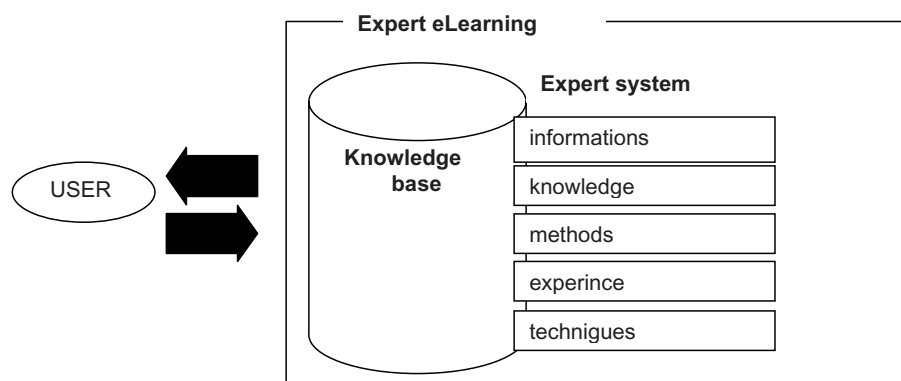 Expert eLearning
Expert system
informations
Knowledge
base
knowledge
USER
methods
experince
technigues